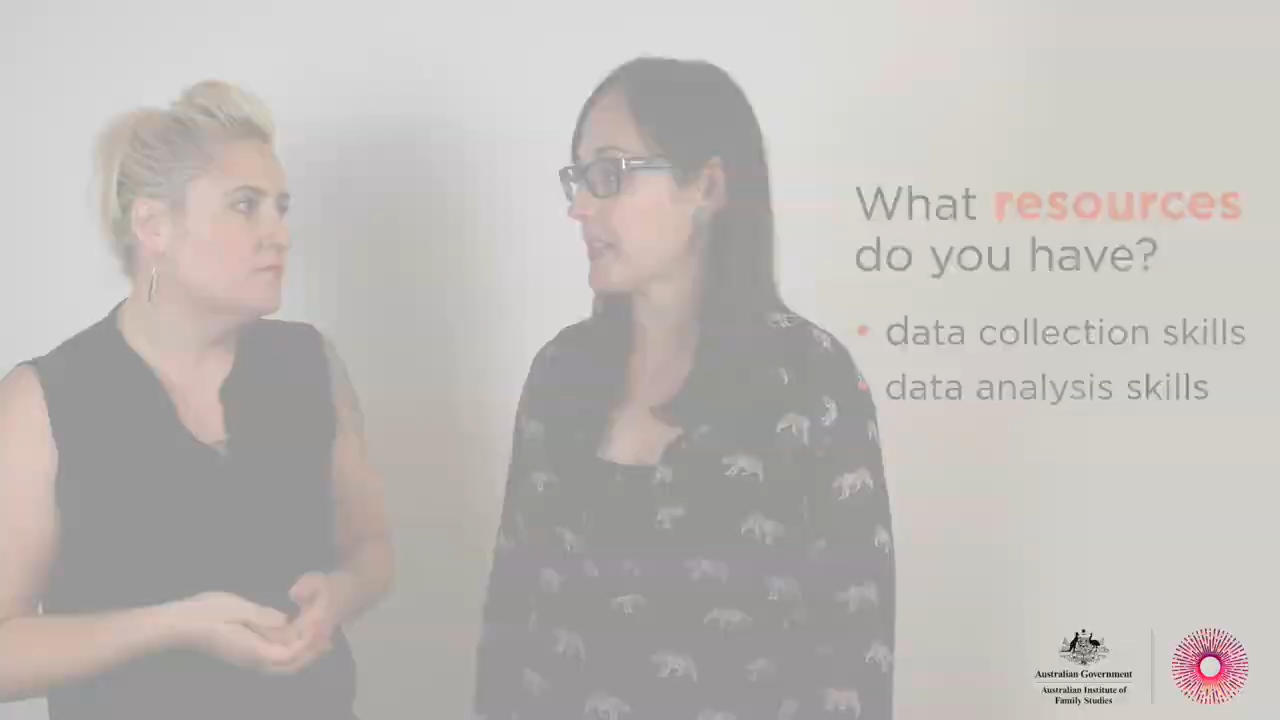 What resources
do you have?
• data collection skills
data analysis skills
Australian Government
Australian Institute of
Family Studies